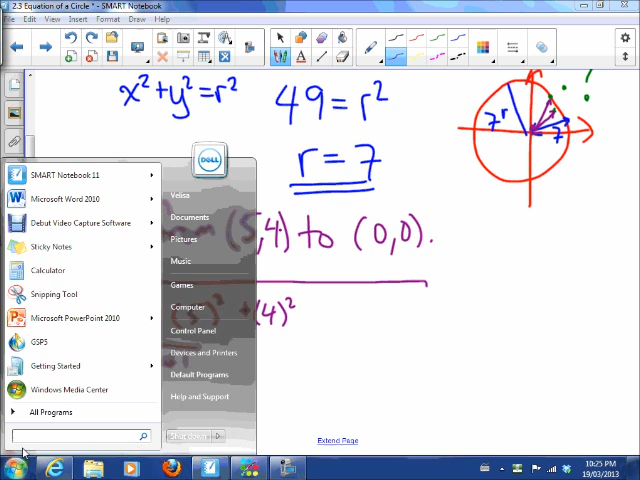 2.3 Equation of a Circle * - SMART Notebook
File Edit View Insert Format Draw Help
x² + y² = r²
49 = r²
r = 7
7 r
7
?
(5,4) to (0,0).
(5)² + (4)²
DELL
SMART Notebook 11
Microsoft Word 2010
Debut Video Capture Software
Sticky Notes
Calculator
Snipping Tool
Microsoft PowerPoint 2010
GSP5
Getting Started
Windows Media Center
All Programs
Velisa
Documents
Pictures
Music
Games
Computer
Control Panel
Devices and Printers
Default Programs
Help and Support
Shut down
Extend Page
10:25 PM
19/03/2013